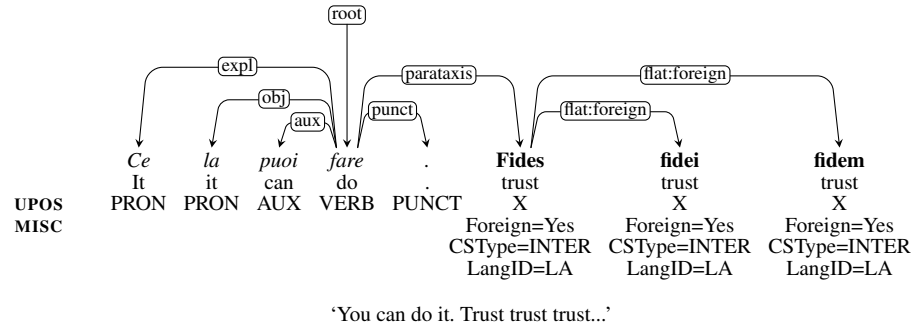 root
expl parataxis flat:foreign
obj punct flat:foreign
aux
Ce la puoi fare . Fides fidei fidem
It it can do . trust trust trust
UPOS PRON PRON AUX VERB PUNCT X X X
MISC Foreign=Yes Foreign=Yes Foreign=Yes
CSType=INTER CSType=INTER CSType=INTER
LangID=LA LangID=LA LangID=LA
‘You can do it. Trust trust trust...’